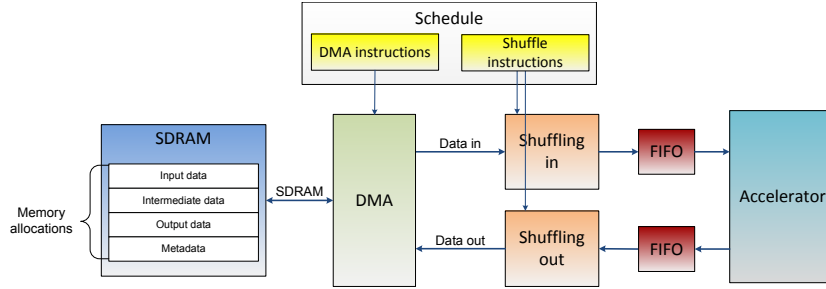 Schedule
DMA instructions
Shuffle
instructions
SDRAM
Input data
Intermediate data
Output data
Metadata
Memory
allocations
SDRAM
DMA
Data in
Data out
Shuffling
in
Shuffling
out
FIFO
FIFO
Accelerator